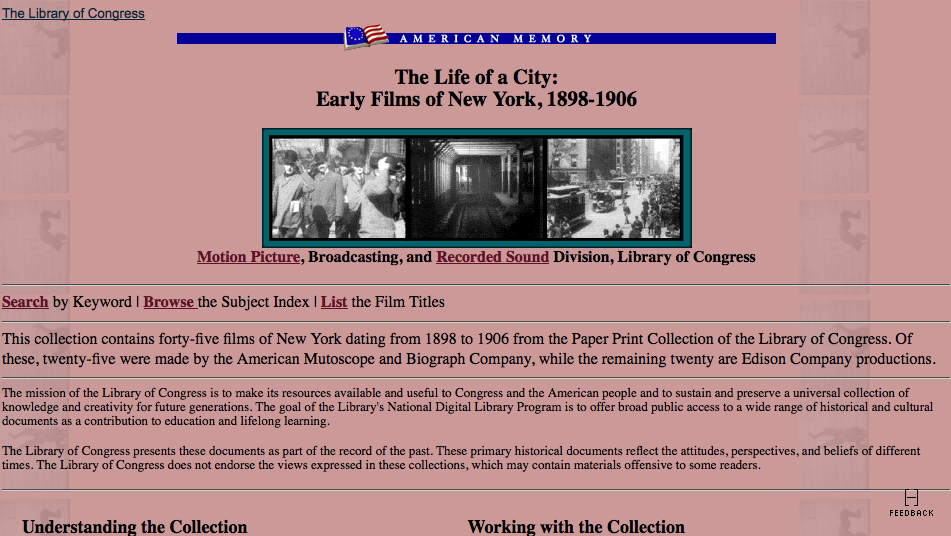 The Library of Congress
AMERICAN MEMORY
The Life of a City:
Early Films of New York, 1898-1906
Motion Picture, Broadcasting, and Recorded Sound Division, Library of Congress
Search by Keyword | Browse the Subject Index | List the Film Titles
This collection contains forty-five films of New York dating from 1898 to 1906 from the Paper Print Collection of the Library of Congress. Of
these, twenty-five were made by the American Mutoscope and Biograph Company, while the remaining twenty are Edison Company productions.
The mission of the Library of Congress is to make its resources available and useful to Congress and the American people and to sustain and preserve a universal collection of
knowledge and creativity for future generations. The goal of the Library's National Digital Library Program is to offer broad public access to a wide range of historical and cultural
documents as a contribution to education and lifelong learning.
The Library of Congress presents these documents as part of the record of the past. These primary historical documents reflect the attitudes, perspectives, and beliefs of different
times. The Library of Congress does not endorse the views expressed in these collections, which may contain materials offensive to some readers.
[-]
FEEDBACK
Understanding the Collection
Working with the Collection